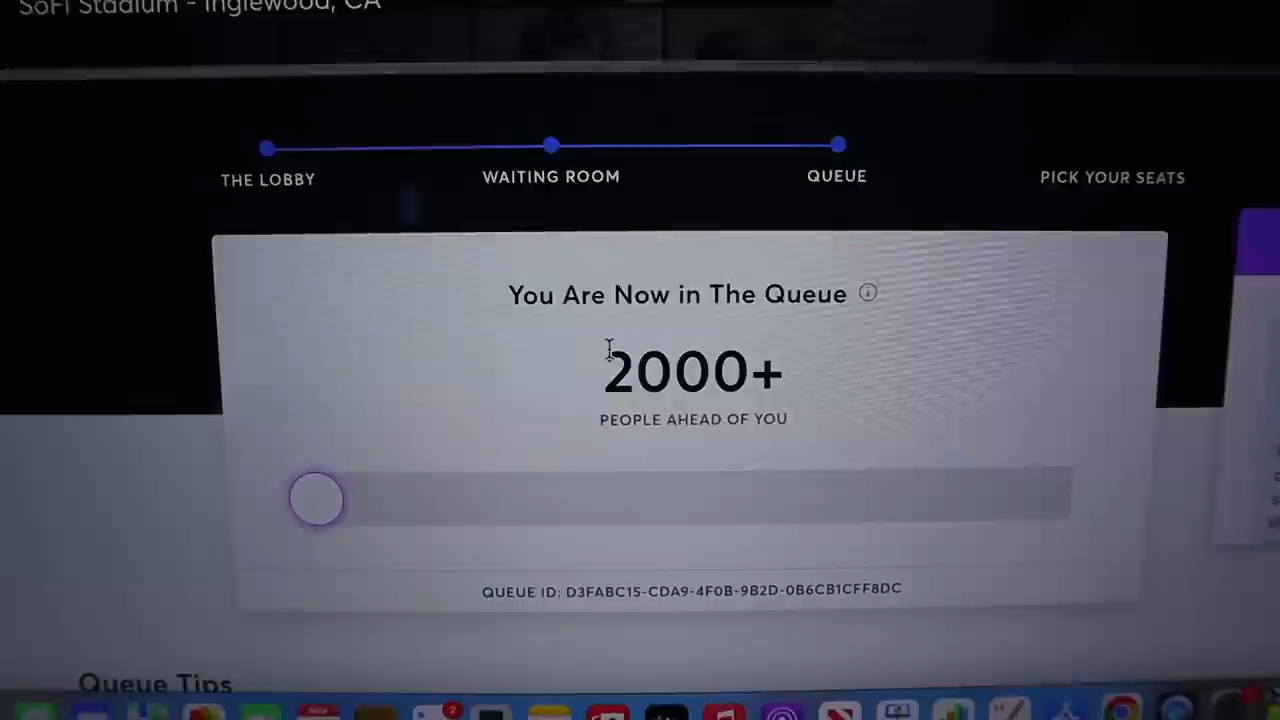 SoFi Stadium - Inglewood, CA
THE LOBBY
WAITING ROOM
QUEUE
PICK YOUR SEATS
You Are Now in The Queue
2000+
PEOPLE AHEAD OF YOU
QUEUE ID: D3FABC15-CDA9-4F0B-9B2D-0B6CB1CFF8DC
Queue Tips
2